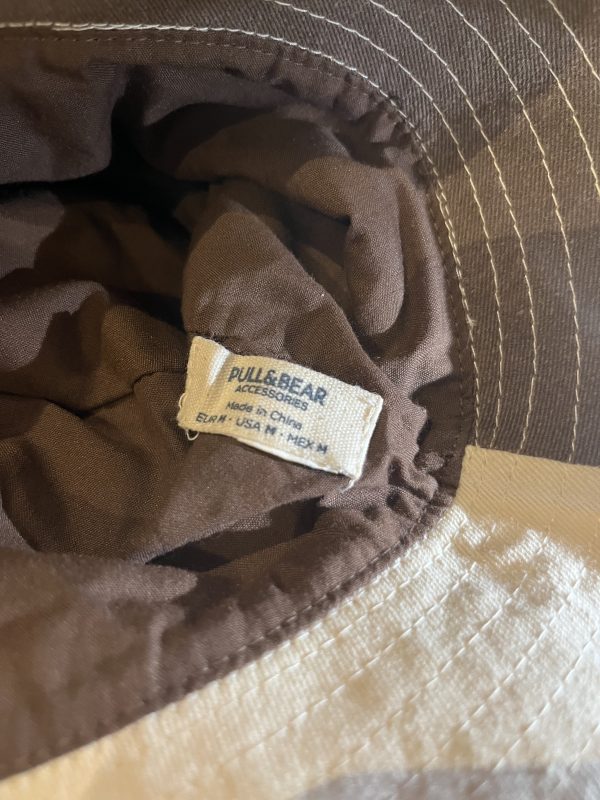 PULL&BEAR
ACCESSORIES
Made in China
EUR M · USA M · MEX M